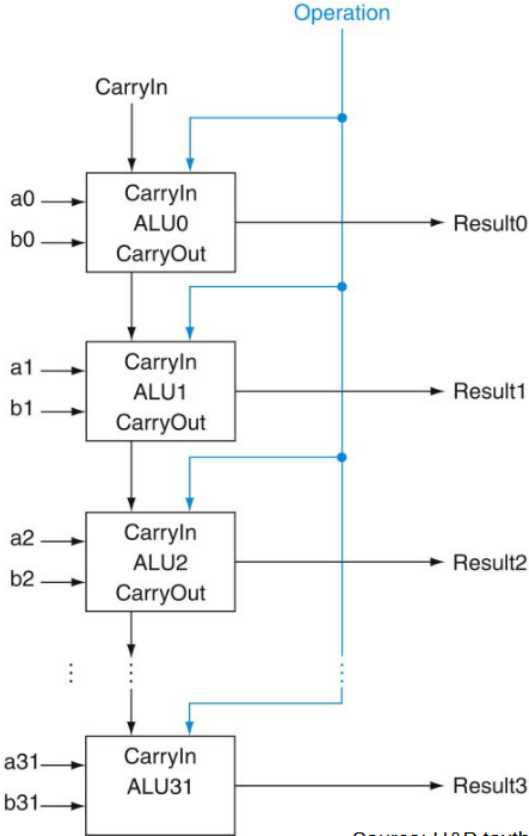 Operation
CarryIn
a0
b0
CarryIn
ALU0
CarryOut
Result0
a1
b1
CarryIn
ALU1
CarryOut
Result1
a2
b2
CarryIn
ALU2
CarryOut
Result2
a31
b31
CarryIn
ALU31
Result3